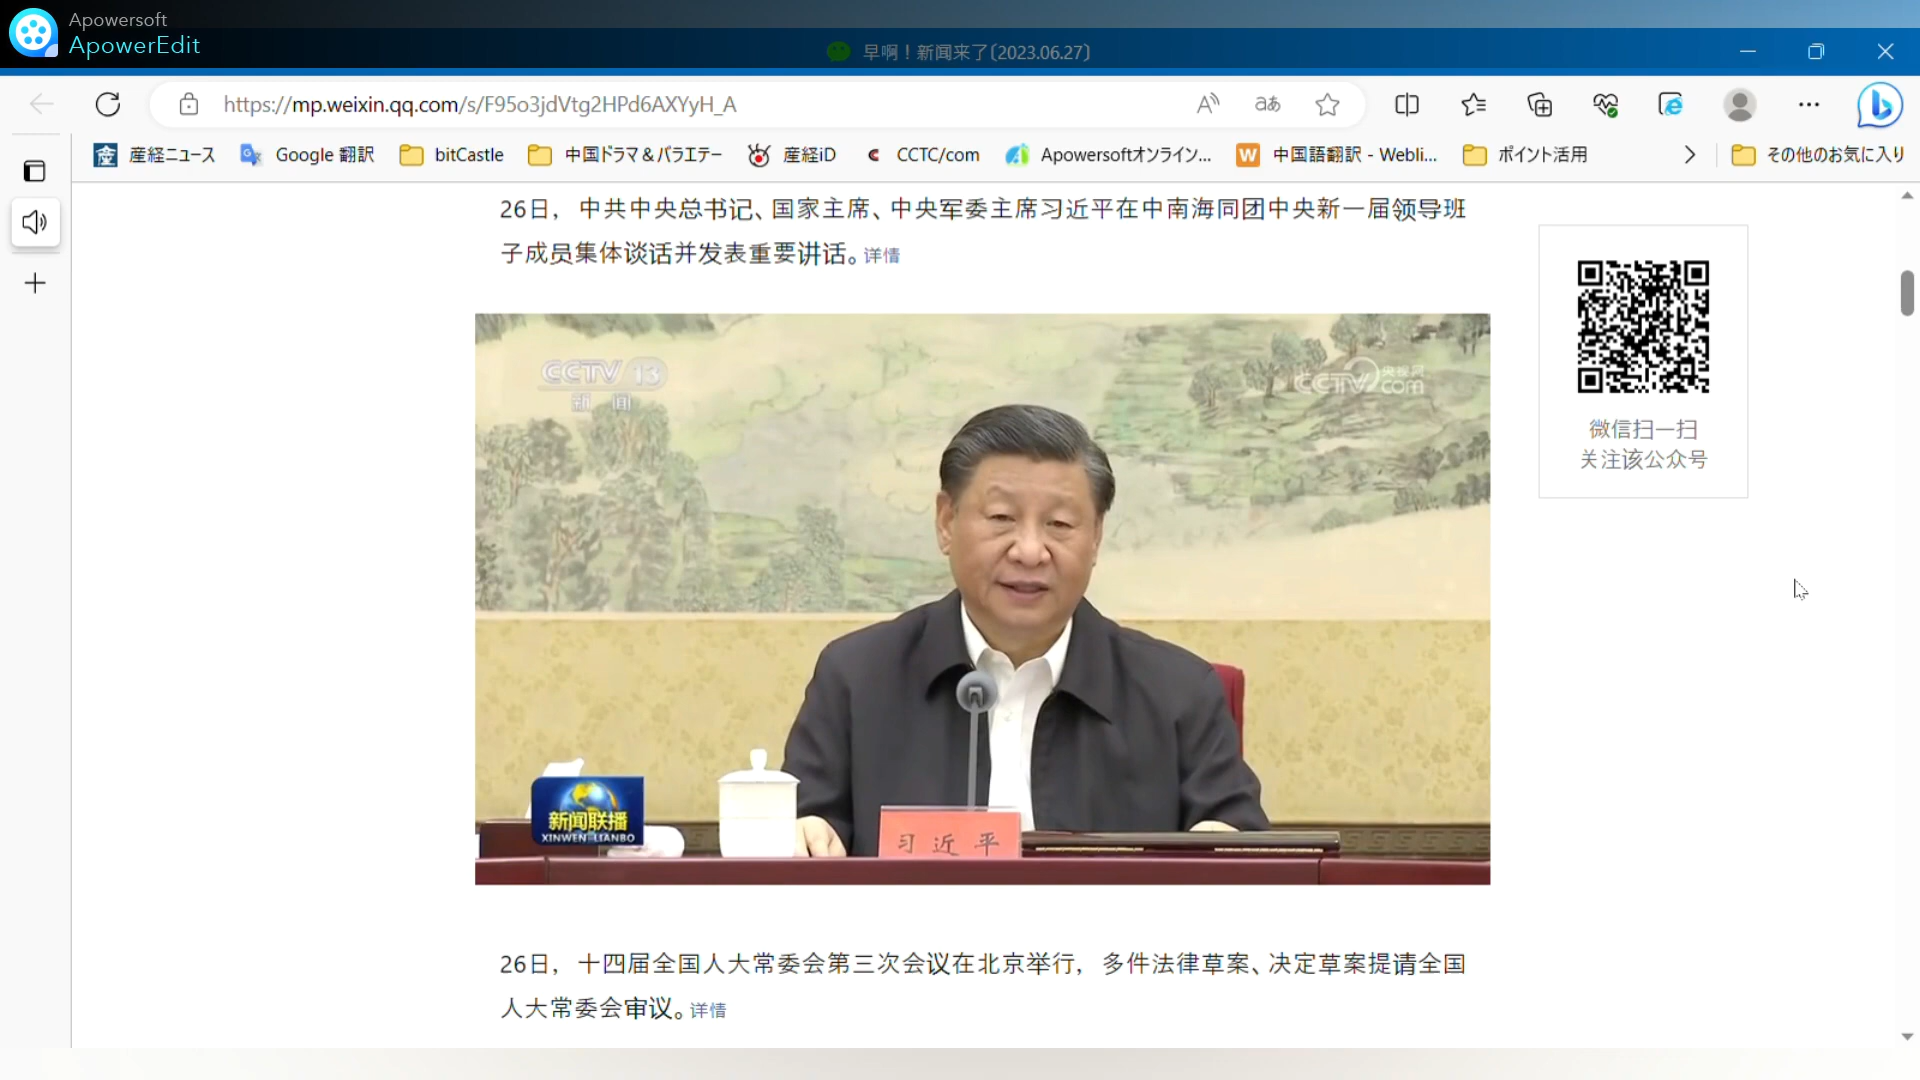 Apowersoft
ApowerEdit
早啊！新闻来了〔2023.06.27〕
https://mp.weixin.qq.com/s/F95o3jdVtg2HPd6AXYyH_A
産経ニュース
Google 翻訳
bitCastle
中国ドラマ＆バラエテー
産経iD
CCTC/com
Apowersoftオンライン...
中国語翻訳 - Webli...
ポイント活用
その他のお気に入り
26日，中共中央总书记、国家主席、中央军委主席习近平在中南海同团中央新一届领导班
子成员集体谈话并发表重要讲话。详情
CCTV 13
新闻
央视网
CCTV com
微信扫一扫
关注该公众号
新闻联播
XINWEN LIANBO
习近平
26日，十四届全国人大常委会第三次会议在北京举行，多件法律草案、决定草案提请全国
人大常委会审议。详情